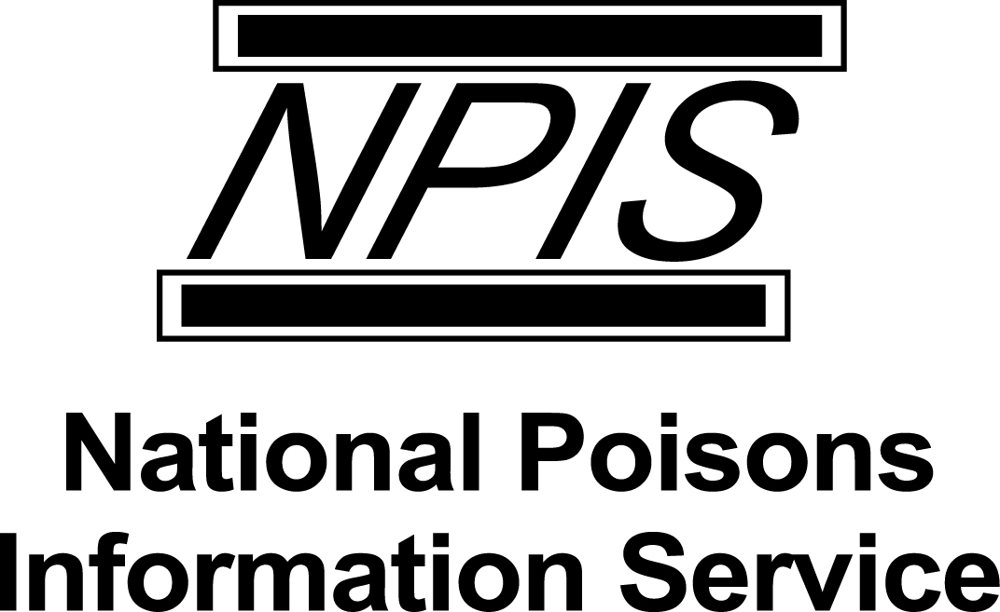 NPIS
National Poisons
Information Service